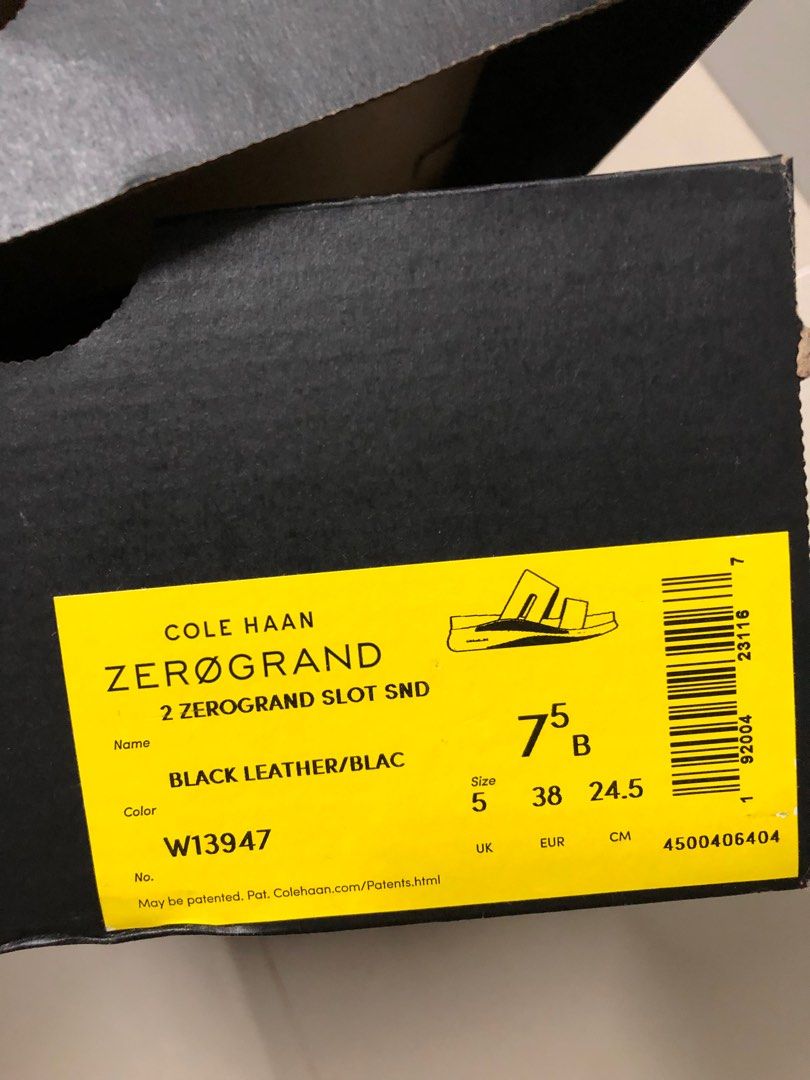 COLE HAAN
ZERØGRAND
2 ZEROGRAND SLOT SND
Name
BLACK LEATHER/BLAC
Color
W13947
No.
May be patented. Pat. Colehaan.com/Patents.html
7⁵ B
Size
5 38 24.5
UK EUR CM
1 92004 23116 7
4500406404